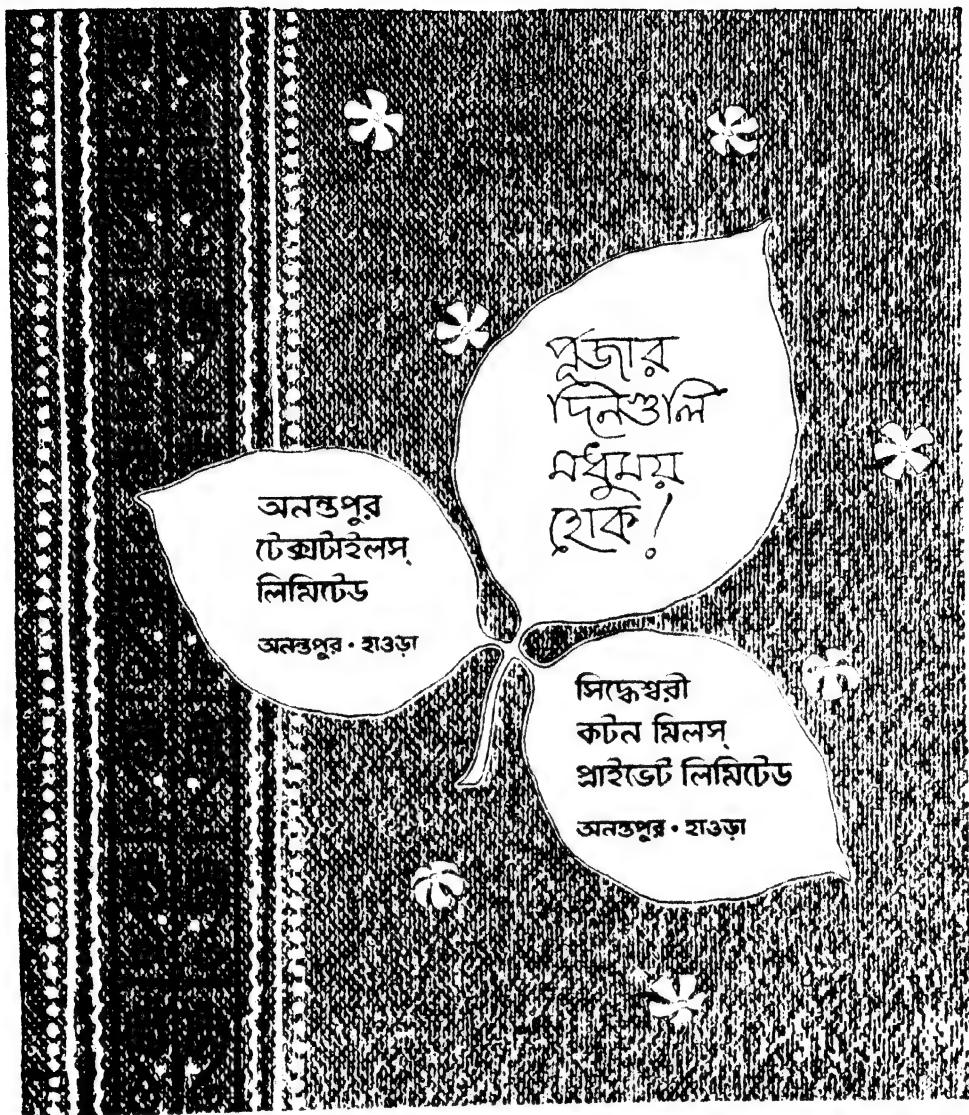 পূজার
দিনগুলি
মধুময়
হোক!
অনন্তপুর
টেক্সটাইলস্
লিমিটেড
অনন্তপুর • হাওড়া
সিদ্ধেশ্বরী
কটন মিলস্
প্রাইভেট লিমিটেড
অনন্তপুর • হাওড়া